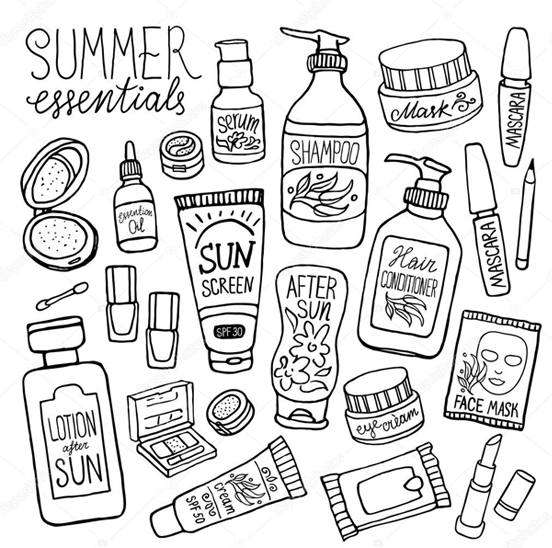 SUMMER
essentials
serum
SHAMPOO
Mask
MASCARA
Essention
Oil
SUN
SCREEN
SPF 30
AFTER
SUN
Hair
CONDITIONER
MASCARA
FACE MASK
LOTION
after
SUN
eye cream
cream
SPF 50